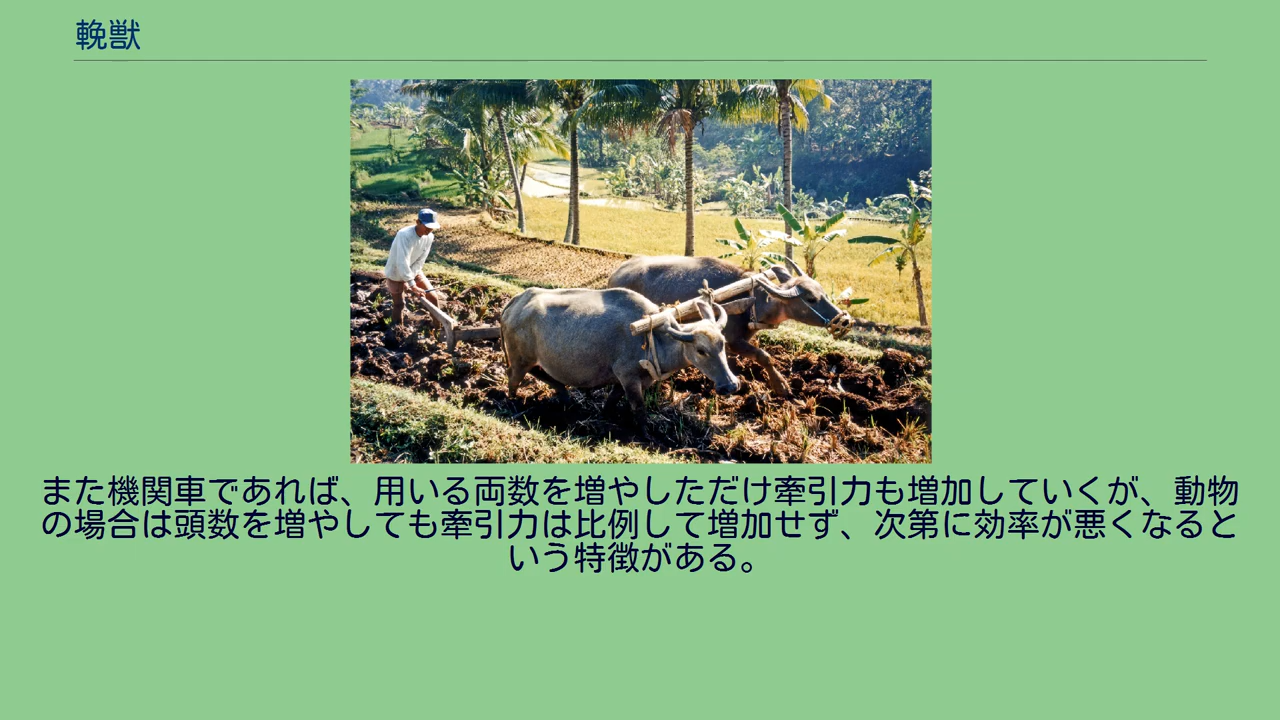 輓獣
また機関車であれば、用いる両数を増やしただけ牽引力も増加していくが、動物
の場合は頭数を増やしても牽引力は比例して増加せず、次第に効率が悪くなると
いう特徴がある。